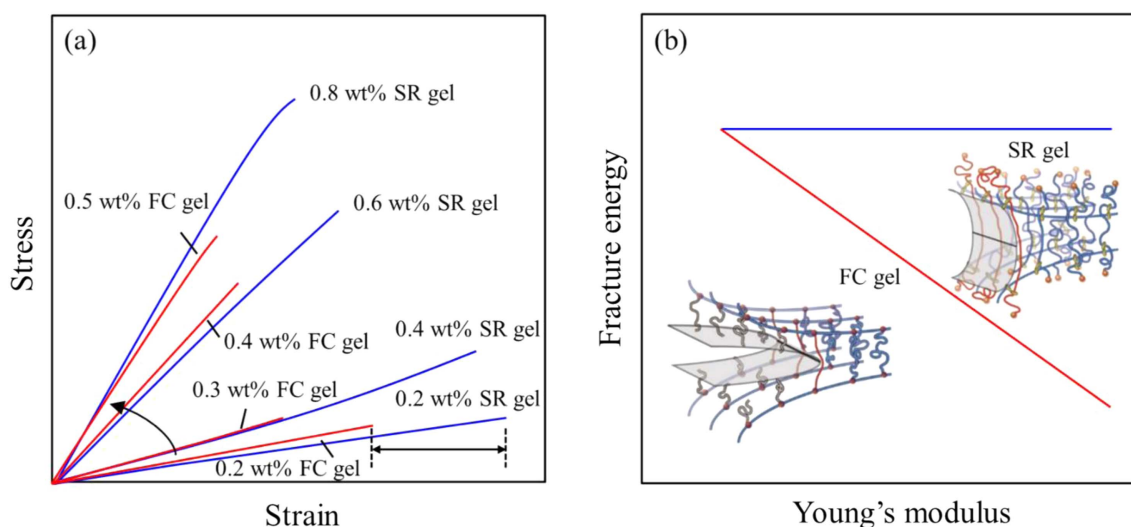 (a)
0.8 wt% SR gel
0.5 wt% FC gel
0.6 wt% SR gel
0.4 wt% FC gel
0.4 wt% SR gel
0.3 wt% FC gel
0.2 wt% SR gel
0.2 wt% FC gel
Stress
Strain
(b)
SR gel
FC gel
Fracture energy
Young’s modulus